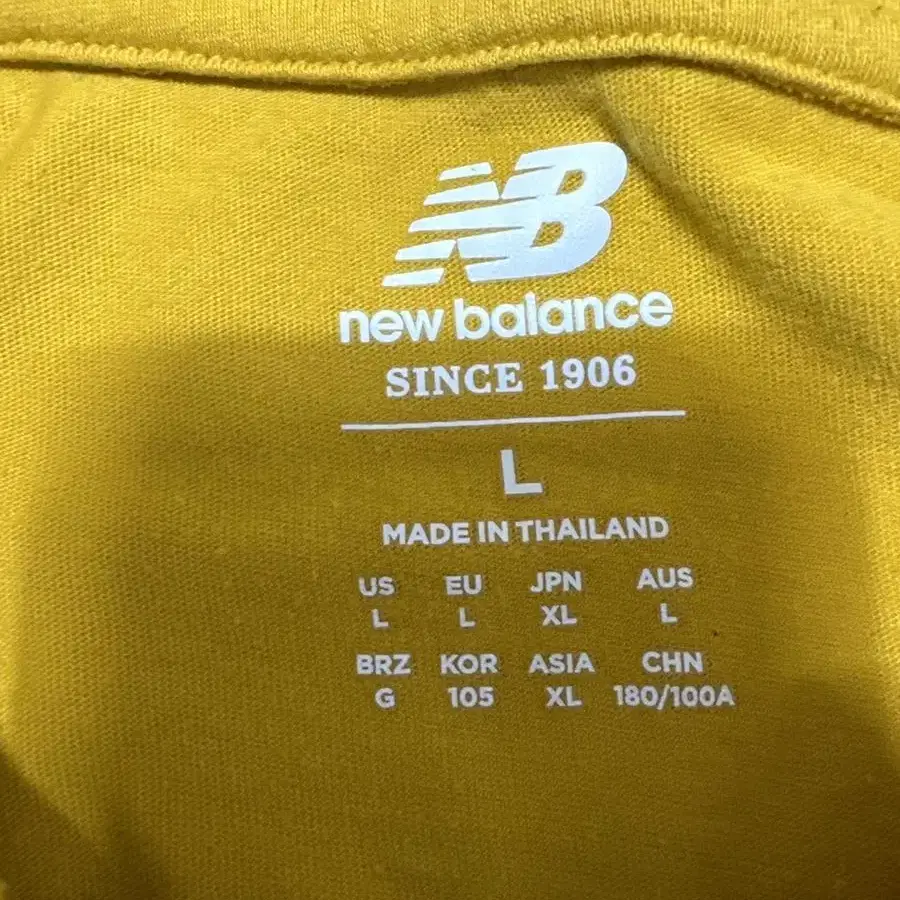 NB
new balance
SINCE 1906
L
MADE IN THAILAND
US EU JPN AUS
L L XL L
BRZ KOR ASIA CHN
G 105 XL 180/100A